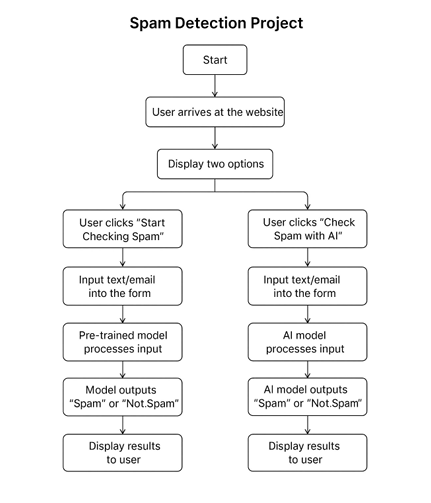 Spam Detection Project
Start
User arrives at the website
Display two options
User clicks “Start
Checking Spam”
Input text/email
into the form
Pre-trained model
processes input
Model outputs
“Spam” or “Not.Spam”
Display results
to user
User clicks “Check
Spam with AI”
Input text/email
into the form
AI model
processes input
AI model outputs
“Spam” or “Not.Spam”
Display results
to user